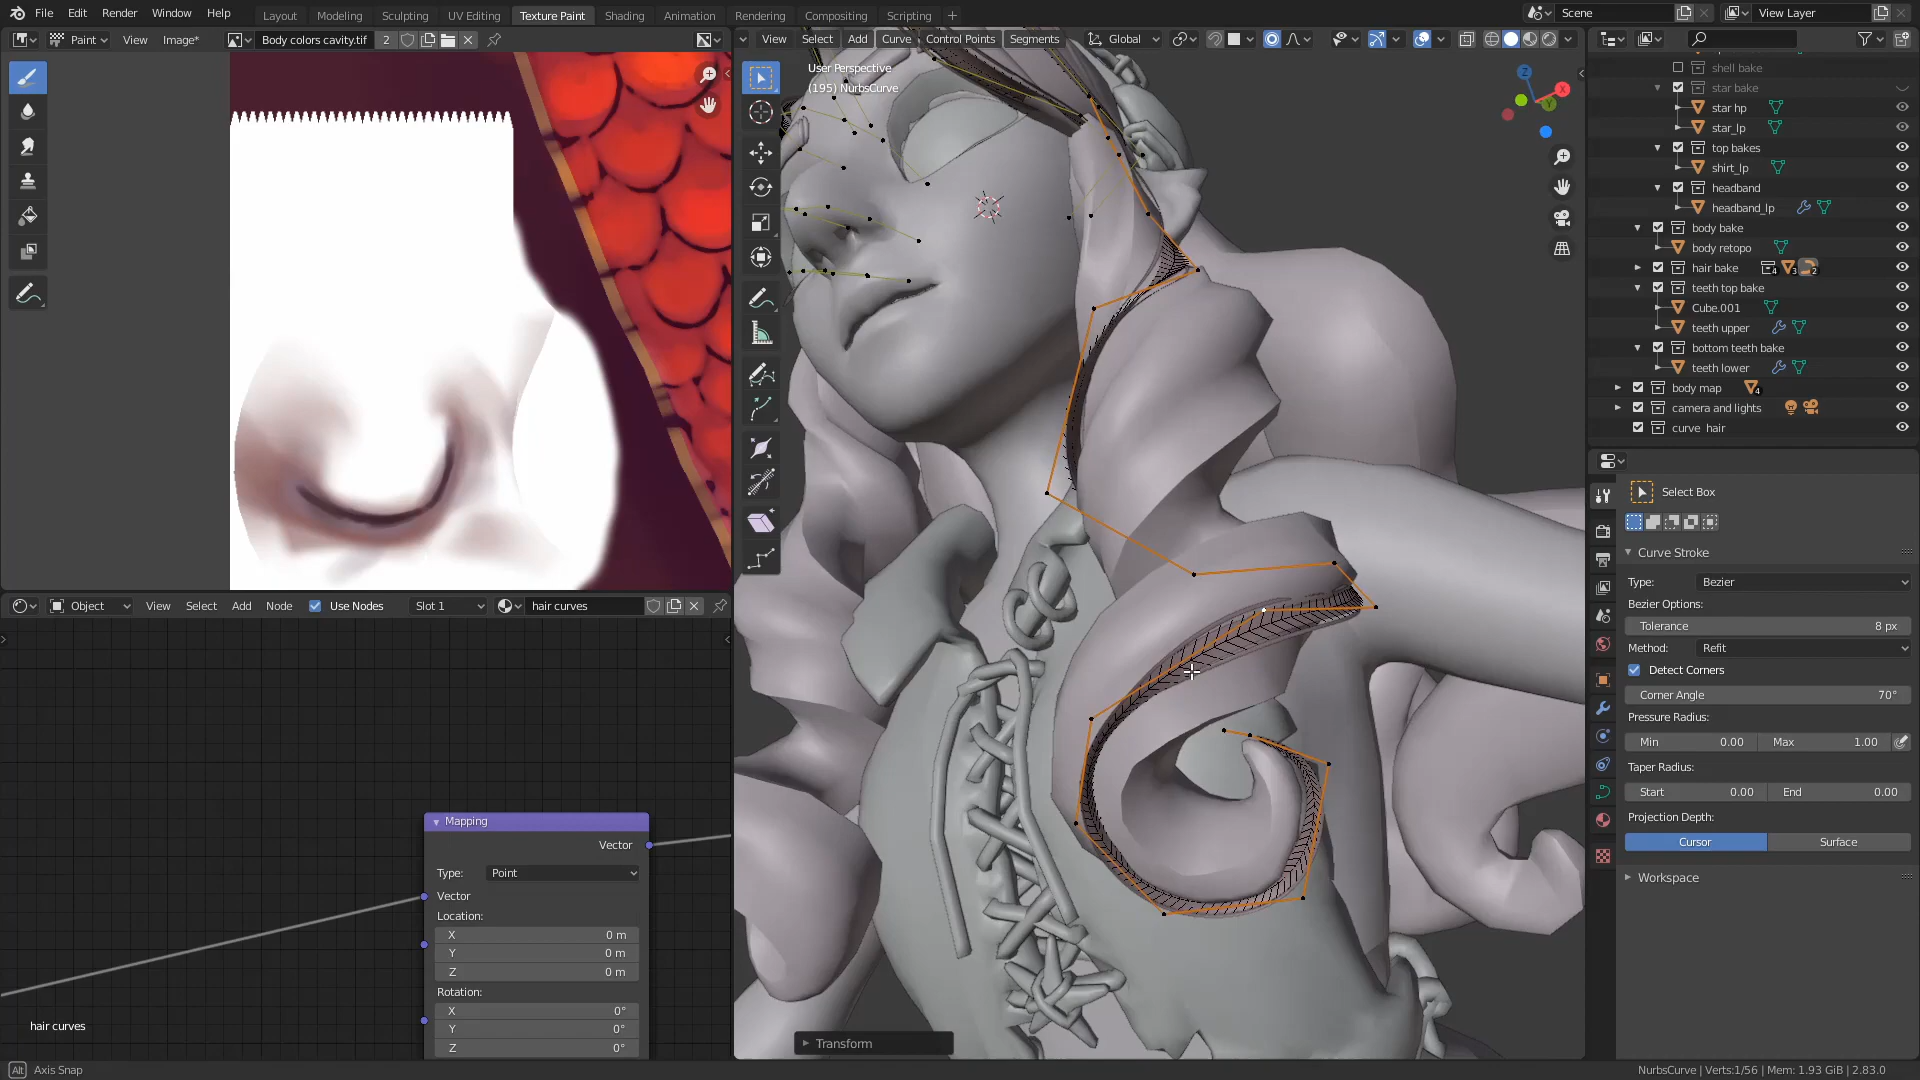 File Edit Render Window Help Layout Modeling Sculpting UV Editing Texture Paint Shading Animation Rendering Compositing Scripting + Scene View Layer
Paint View Image* Body colors cavity.tif 2
View Select Add Curve Control Points Segments Global
User Perspective
(195) NurbsCurve
shell bake
star bake
star hp
star_lp
top bakes
shirt_lp
headband
headband_lp
body bake
body retopo
hair bake 4 3 2
teeth top bake
Cube.001
teeth upper
bottom teeth bake
teeth lower
body map 4
camera and lights
curve hair
Select Box
Curve Stroke
Type: Bezier
Bezier Options:
Tolerance 8 px
Method: Refit
Detect Corners
Corner Angle 70°
Pressure Radius:
Min 0.00 Max 1.00
Taper Radius:
Start 0.00 End 0.00
Projection Depth:
Cursor Surface
Workspace
Object View Select Add Node Use Nodes Slot 1 hair curves
Mapping
Vector
Type: Point
Vector
Location:
X 0 m
Y 0 m
Z 0 m
Rotation:
X 0°
Y 0°
Z 0°
hair curves
Transform
Z
X
Y
Alt Axis Snap
NurbsCurve | Verts:1/56 | Mem: 1.93 GiB | 2.83.0